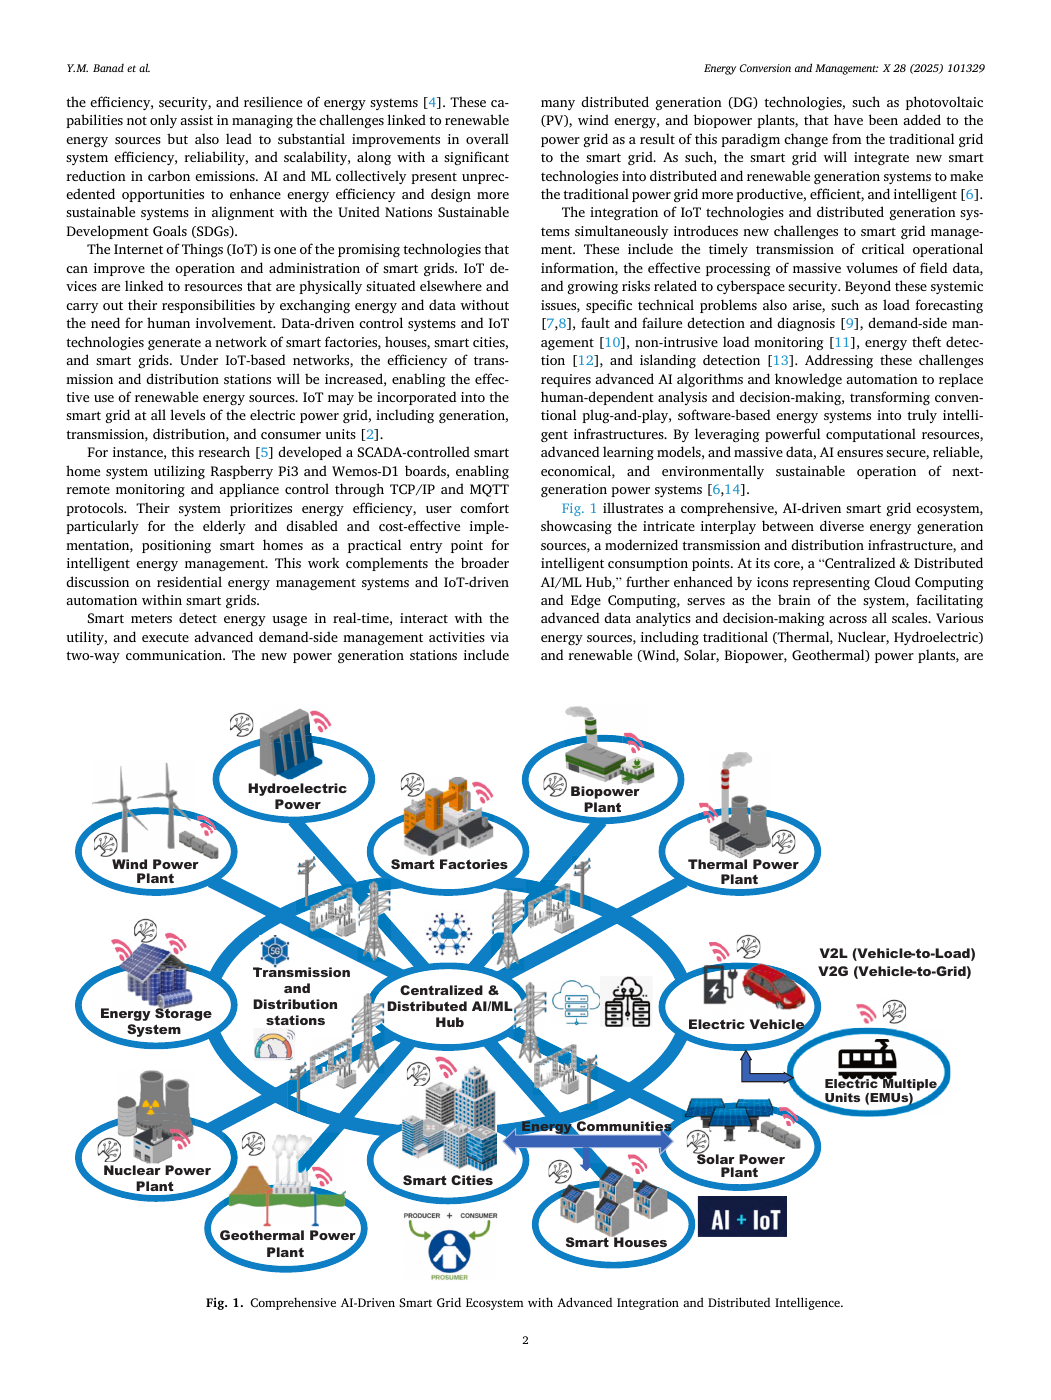 Y.M. Banad et al.
Energy Conversion and Management: X 28 (2025) 101329
the efficiency, security, and resilience of energy systems [4]. These ca-
pabilities not only assist in managing the challenges linked to renewable
energy sources but also lead to substantial improvements in overall
system efficiency, reliability, and scalability, along with a significant
reduction in carbon emissions. AI and ML collectively present unprec-
edented opportunities to enhance energy efficiency and design more
sustainable systems in alignment with the United Nations Sustainable
Development Goals (SDGs).
The Internet of Things (IoT) is one of the promising technologies that
can improve the operation and administration of smart grids. IoT de-
vices are linked to resources that are physically situated elsewhere and
carry out their responsibilities by exchanging energy and data without
the need for human involvement. Data-driven control systems and IoT
technologies generate a network of smart factories, houses, smart cities,
and smart grids. Under IoT-based networks, the efficiency of trans-
mission and distribution stations will be increased, enabling the effec-
tive use of renewable energy sources. IoT may be incorporated into the
smart grid at all levels of the electric power grid, including generation,
transmission, distribution, and consumer units [2].
For instance, this research [5] developed a SCADA-controlled smart
home system utilizing Raspberry Pi3 and Wemos-D1 boards, enabling
remote monitoring and appliance control through TCP/IP and MQTT
protocols. Their system prioritizes energy efficiency, user comfort
particularly for the elderly and disabled and cost-effective imple-
mentation, positioning smart homes as a practical entry point for
intelligent energy management. This work complements the broader
discussion on residential energy management systems and IoT-driven
automation within smart grids.
Smart meters detect energy usage in real-time, interact with the
utility, and execute advanced demand-side management activities via
two-way communication. The new power generation stations include
many distributed generation (DG) technologies, such as photovoltaic
(PV), wind energy, and biopower plants, that have been added to the
power grid as a result of this paradigm change from the traditional grid
to the smart grid. As such, the smart grid will integrate new smart
technologies into distributed and renewable generation systems to make
the traditional power grid more productive, efficient, and intelligent [6].
The integration of IoT technologies and distributed generation sys-
tems simultaneously introduces new challenges to smart grid manage-
ment. These include the timely transmission of critical operational
information, the effective processing of massive volumes of field data,
and growing risks related to cyberspace security. Beyond these systemic
issues, specific technical problems also arise, such as load forecasting
[7,8], fault and failure detection and diagnosis [9], demand-side man-
agement [10], non-intrusive load monitoring [11], energy theft detec-
tion [12], and islanding detection [13]. Addressing these challenges
requires advanced AI algorithms and knowledge automation to replace
human-dependent analysis and decision-making, transforming conven-
tional plug-and-play, software-based energy systems into truly intelli-
gent infrastructures. By leveraging powerful computational resources,
advanced learning models, and massive data, AI ensures secure, reliable,
economical, and environmentally sustainable operation of next-
generation power systems [6,14].
Fig. 1 illustrates a comprehensive, AI-driven smart grid ecosystem,
showcasing the intricate interplay between diverse energy generation
sources, a modernized transmission and distribution infrastructure, and
intelligent consumption points. At its core, a “Centralized & Distributed
AI/ML Hub,” further enhanced by icons representing Cloud Computing
and Edge Computing, serves as the brain of the system, facilitating
advanced data analytics and decision-making across all scales. Various
energy sources, including traditional (Thermal, Nuclear, Hydroelectric)
and renewable (Wind, Solar, Biopower, Geothermal) power plants, are
Hydroelectric
Power
Biopower
Plant
Wind Power
Plant
Smart Factories
Thermal Power
Plant
5G
Transmission
and
Distribution
stations
Centralized &
Distributed AI/ML
Hub
V2L (Vehicle-to-Load)
V2G (Vehicle-to-Grid)
Energy Storage
System
Electric Vehicle
Electric Multiple
Units (EMUs)
Energy Communities
Nuclear Power
Plant
Smart Cities
Solar Power
Plant
Geothermal Power
Plant
PRODUCER + CONSUMER
PROSUMER
Smart Houses
AI + IoT
Fig. 1. Comprehensive AI-Driven Smart Grid Ecosystem with Advanced Integration and Distributed Intelligence.
2